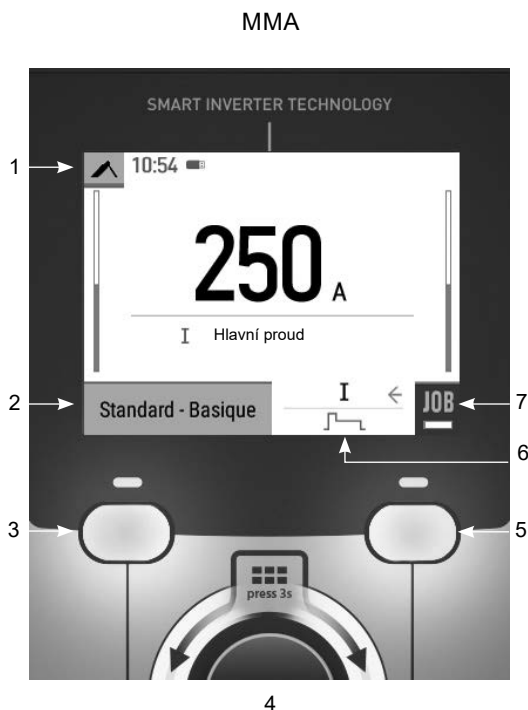 MMA
SMART INVERTER TECHNOLOGY
1
10:54
250 A
I Hlavní proud
2
Standard - Basique
I
JOB
7
6
3
5
press 3s
4